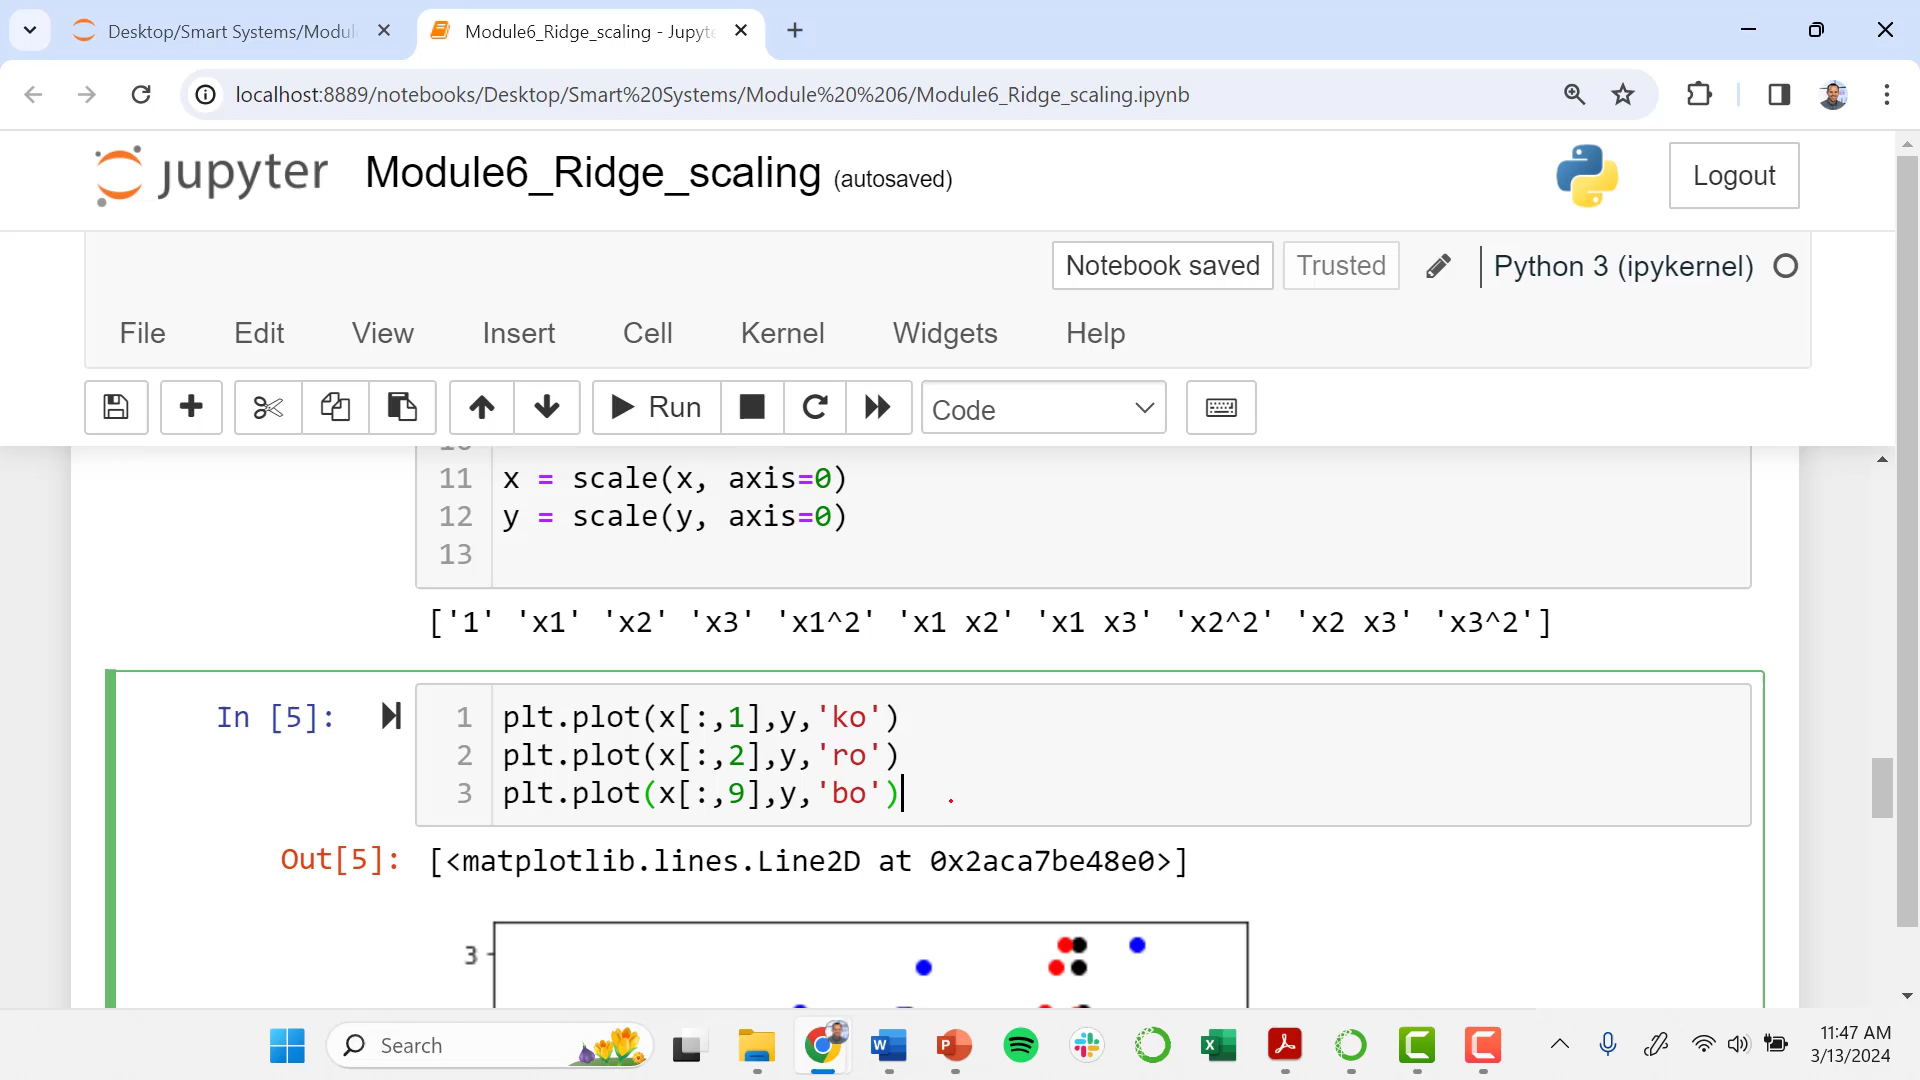 Desktop/Smart Systems/Modul
Module6_Ridge_scaling - Jupyt
localhost:8889/notebooks/Desktop/Smart%20Systems/Module%20%206/Module6_Ridge_scaling.ipynb
jupyter Module6_Ridge_scaling (autosaved)
Logout
Notebook saved Trusted Python 3 (ipykernel)
File Edit View Insert Cell Kernel Widgets Help
Run Code
11 x = scale(x, axis=0)
12 y = scale(y, axis=0)
13
['1' 'x1' 'x2' 'x3' 'x1^2' 'x1 x2' 'x1 x3' 'x2^2' 'x2 x3' 'x3^2']
In [5]: 1 plt.plot(x[:,1],y,'ko')
2 plt.plot(x[:,2],y,'ro')
3 plt.plot(x[:,9],y,'bo')
Out[5]: [<matplotlib.lines.Line2D at 0x2aca7be48e0>]
3
Search
11:47 AM
3/13/2024